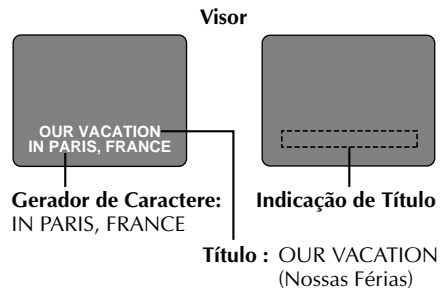 Visor
OUR VACATION
IN PARIS, FRANCE
Gerador de Caractere:
IN PARIS, FRANCE
Indicação de Título
Título : OUR VACATION
(Nossas Férias)